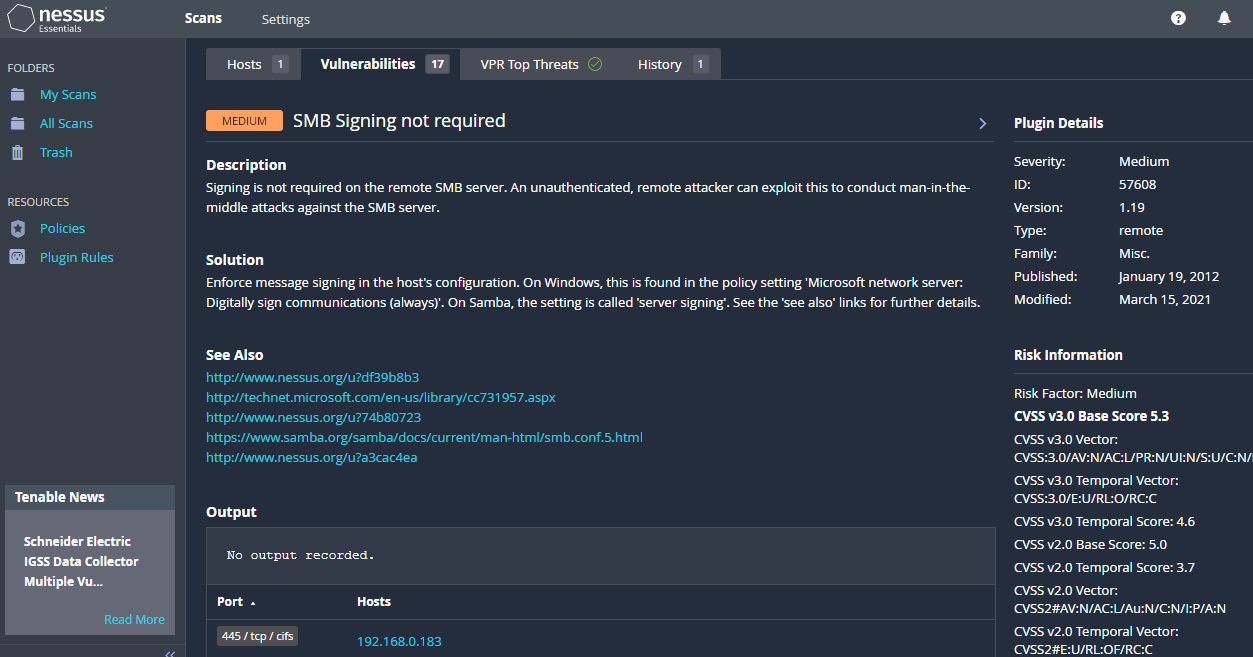 nessus
Essentials
Scans
Settings
FOLDERS
My Scans
All Scans
Trash
RESOURCES
Policies
Plugin Rules
Tenable News
Schneider Electric
IGSS Data Collector
Multiple Vu...
Read More
Hosts 1
Vulnerabilities 17
VPR Top Threats
History 1
MEDIUM SMB Signing not required
Description
Signing is not required on the remote SMB server. An unauthenticated, remote attacker can exploit this to conduct man-in-the-
middle attacks against the SMB server.
Solution
Enforce message signing in the host's configuration. On Windows, this is found in the policy setting 'Microsoft network server:
Digitally sign communications (always)'. On Samba, the setting is called 'server signing'. See the 'see also' links for further details.
See Also
http://www.nessus.org/u?df39b8b3
http://technet.microsoft.com/en-us/library/cc731957.aspx
http://www.nessus.org/u?74b80723
https://www.samba.org/samba/docs/current/man-html/smb.conf.5.html
http://www.nessus.org/u?a3cac4ea
Output
No output recorded.
Port Hosts
445 / tcp / cifs 192.168.0.183
Plugin Details
Severity: Medium
ID: 57608
Version: 1.19
Type: remote
Family: Misc.
Published: January 19, 2012
Modified: March 15, 2021
Risk Information
Risk Factor: Medium
CVSS v3.0 Base Score 5.3
CVSS v3.0 Vector:
CVSS:3.0/AV:N/AC:L/PR:N/UI:N/S:U/C:N/
CVSS v3.0 Temporal Vector:
CVSS:3.0/E:U/RL:O/RC:C
CVSS v3.0 Temporal Score: 4.6
CVSS v2.0 Base Score: 5.0
CVSS v2.0 Temporal Score: 3.7
CVSS v2.0 Vector:
CVSS2#AV:N/AC:L/Au:N/C:N/I:P/A:N
CVSS v2.0 Temporal Vector:
CVSS2#E:U/RL:OF/RC:C